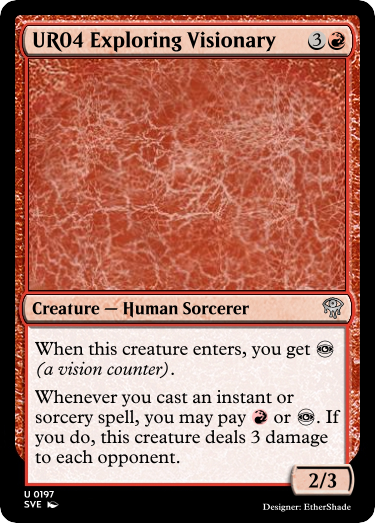 UR04 Exploring Visionary 3
Creature — Human Sorcerer
When this creature enters, you get
(a vision counter).
Whenever you cast an instant or
sorcery spell, you may pay or . If
you do, this creature deals 3 damage
to each opponent.
2/3
U 0197
SVE
Designer: EtherShade